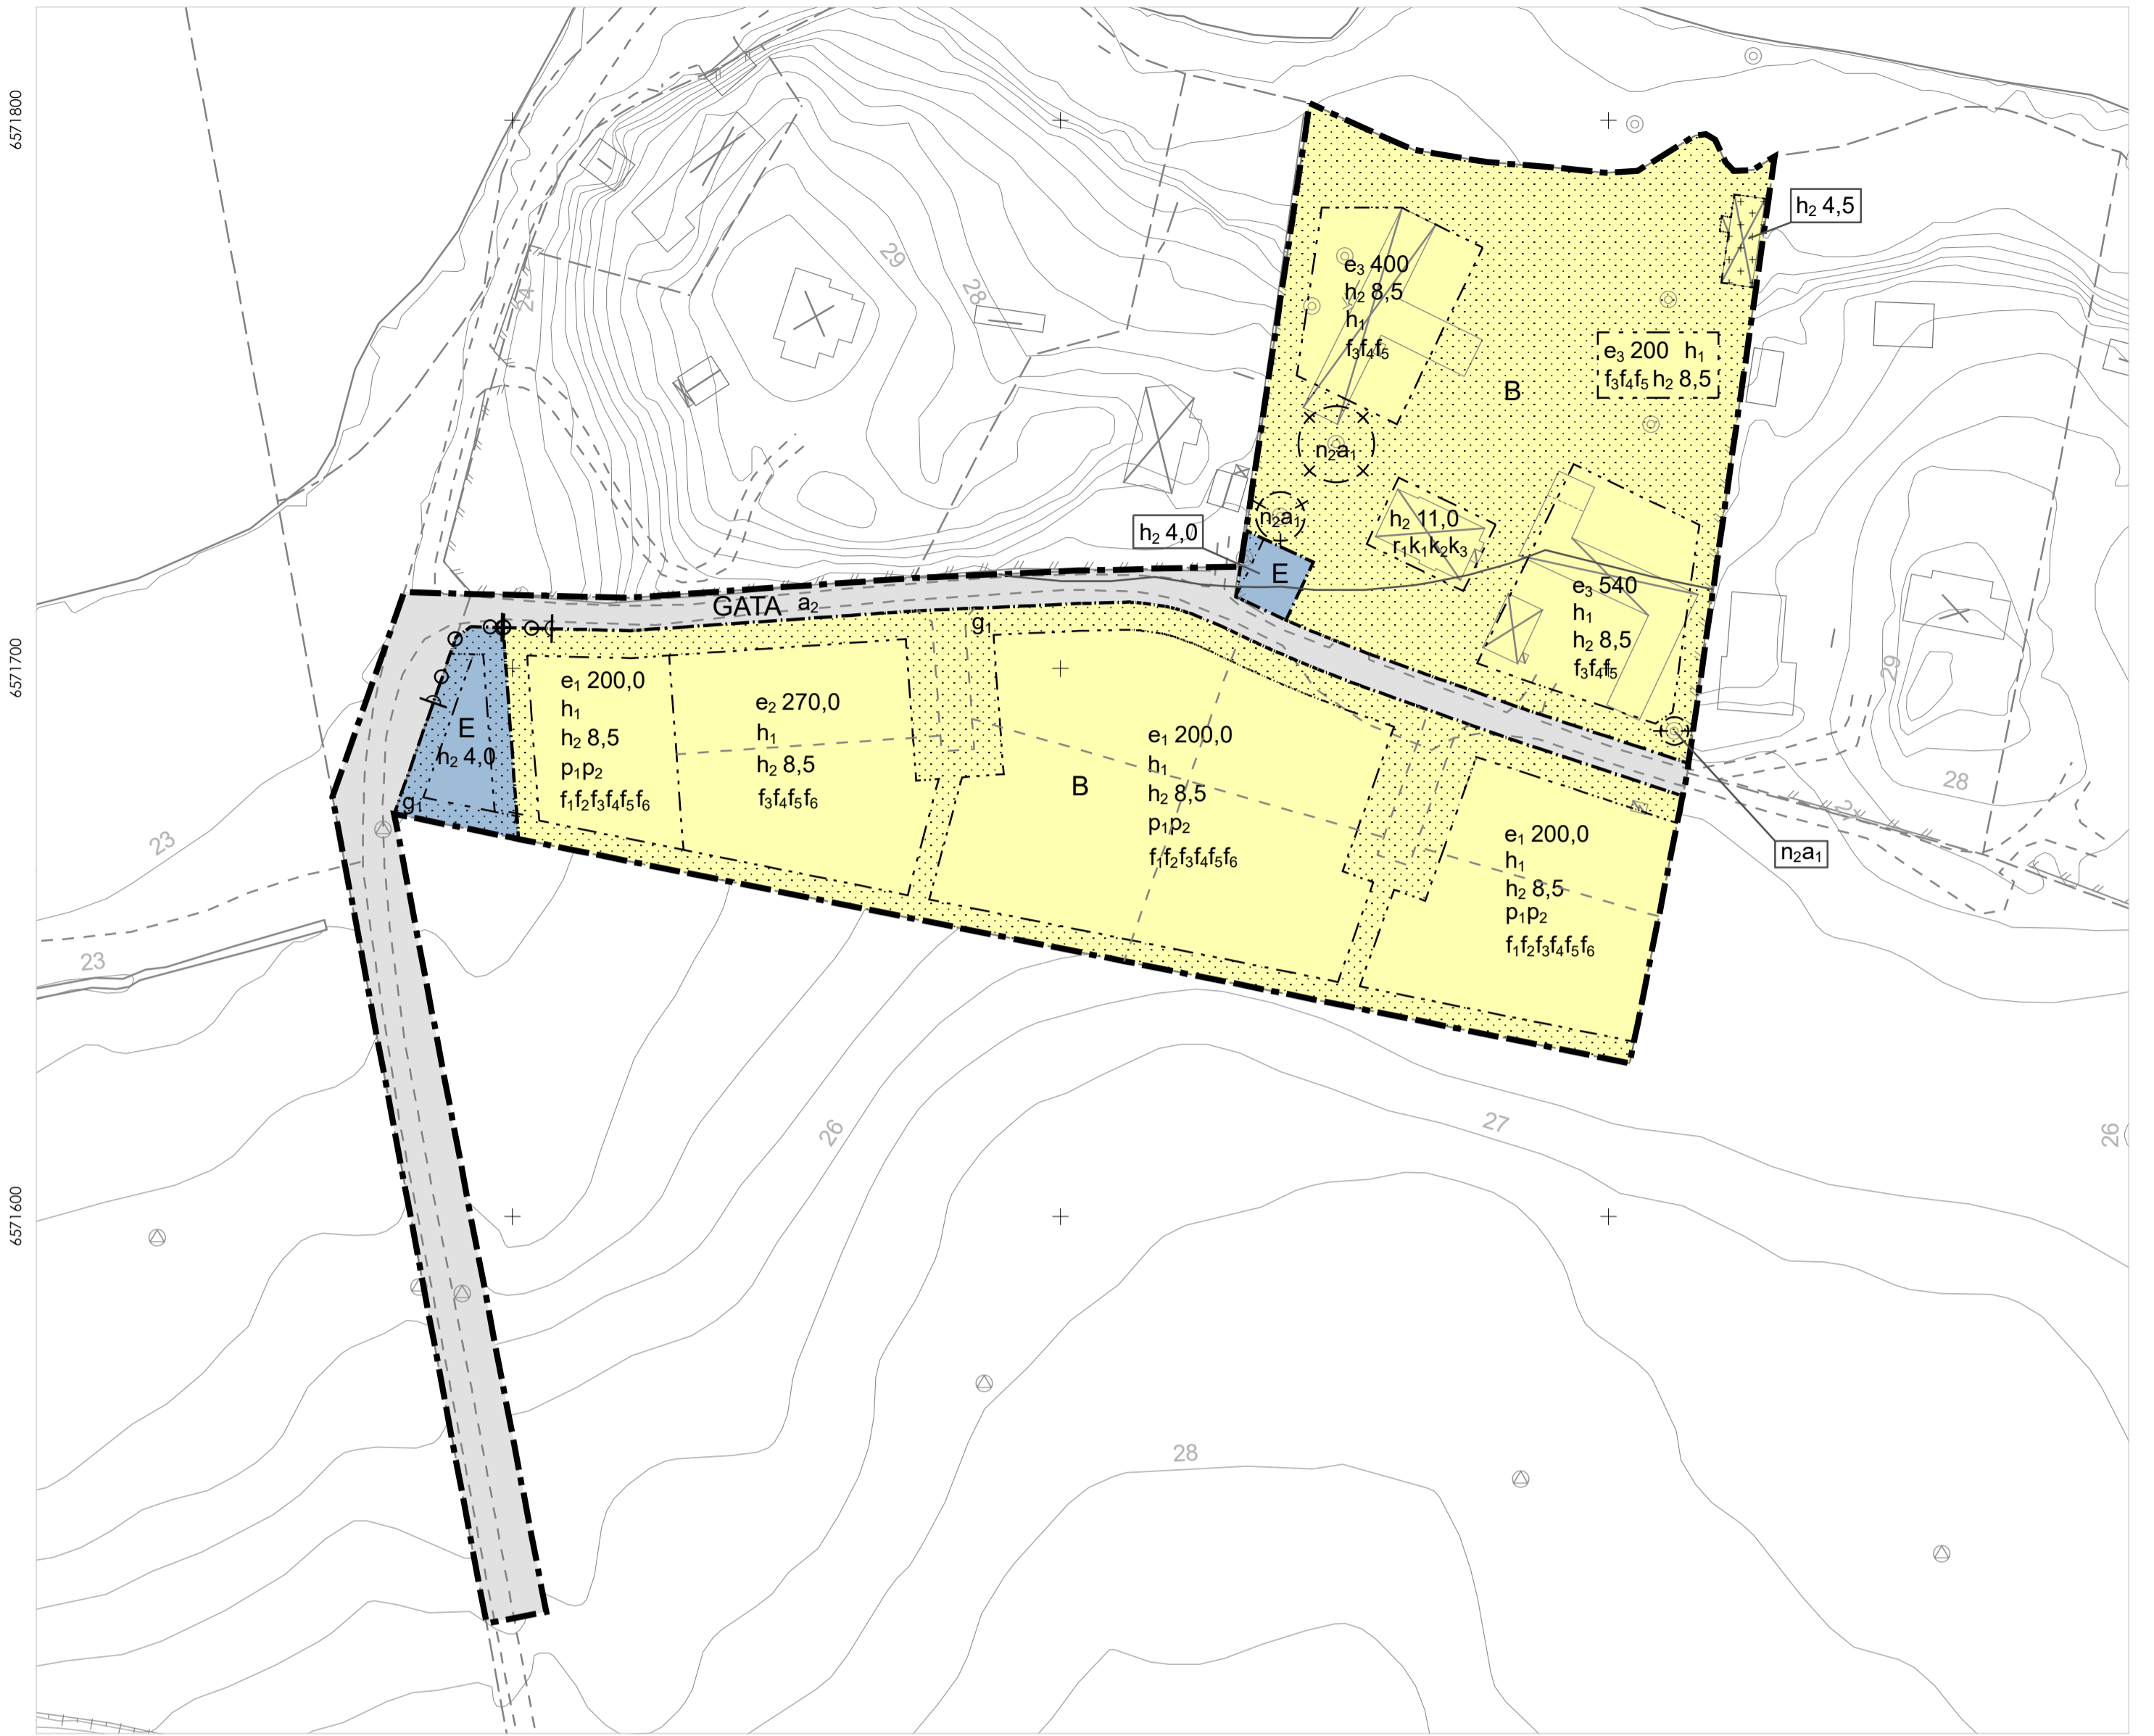 6571800
h₂ 4,5
29
28
24
e₃ 400
h₂ 8,5
h₁
f₃f₄f₅
e₃ 200 h₁
f₃f₄f₅ h₂ 8,5
B
n₂a₁
n₂a₁
h₂ 4,0
h₂ 11,0
r₁k₁k₂k₃
E
e₃ 540
h₁
h₂ 8,5
f₃f₄f₅
GATA a₂
g₁
6571700
29
E
h₂ 4,0
g₁
e₁ 200,0
h₁
h₂ 8,5
p₁p₂
f₁f₂f₃f₄f₅f₆
e₂ 270,0
h₁
h₂ 8,5
f₃f₄f₅f₆
B
e₁ 200,0
h₁
h₂ 8,5
p₁p₂
f₁f₂f₃f₄f₅f₆
28
n₂a₁
e₁ 200,0
h₁
h₂ 8,5
p₁p₂
f₁f₂f₃f₄f₅f₆
23
23
26
27
26
6571600
28